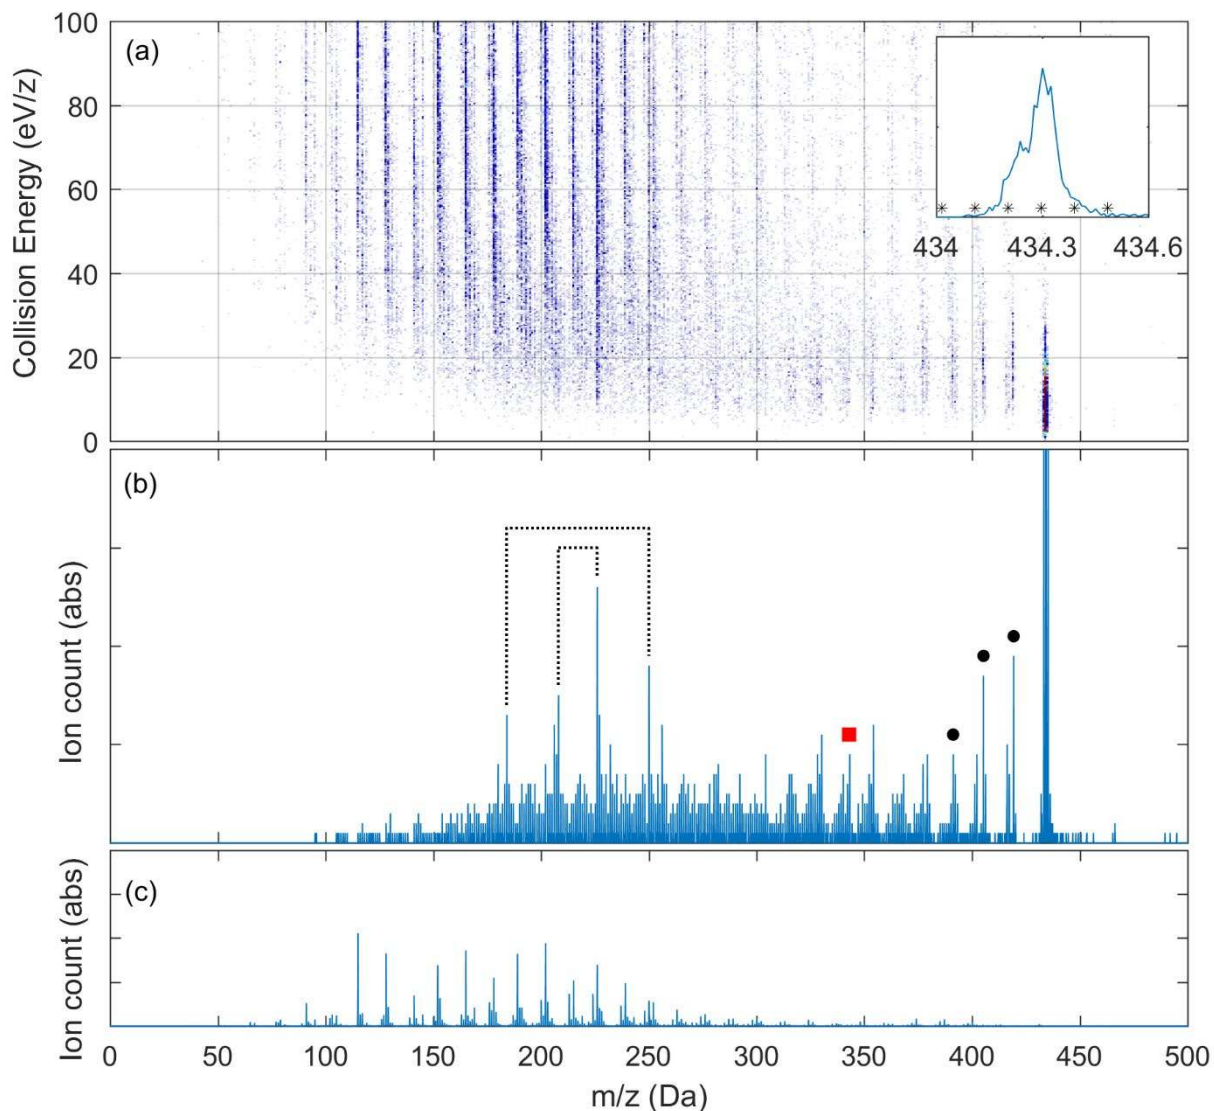 (a)
Collision Energy (eV/z)
100
80
60
40
20
0
434 434.3 434.6
(b)
Ion count (abs)
(c)
Ion count (abs)
0 50 100 150 200 250 300 350 400 450 500
m/z (Da)